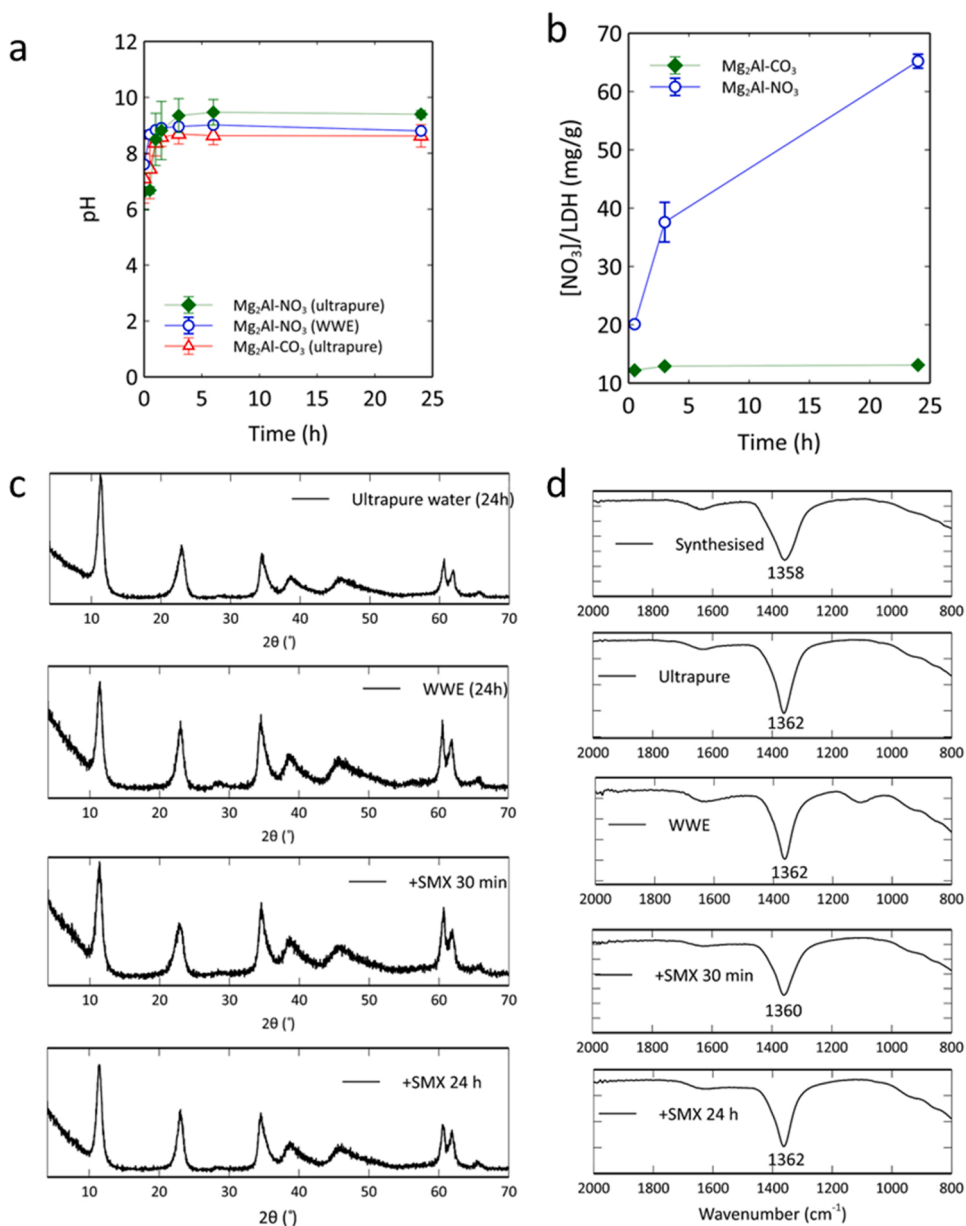 a
12
10
8
6
4
2
0
pH
Mg₂Al-NO₃ (ultrapure)
Mg₂Al-NO₃ (WWE)
Mg₂Al-CO₃ (ultrapure)
0 5 10 15 20 25
Time (h)
b
70
60
50
40
30
20
10
[NO₃]/LDH (mg/g)
Mg₂Al-CO₃
Mg₂Al-NO₃
0 5 10 15 20 25
Time (h)
c
Ultrapure water (24h)
10 20 30 40 50 60 70
2θ (°)
WWE (24h)
10 20 30 40 50 60 70
2θ (°)
+SMX 30 min
10 20 30 40 50 60 70
2θ (°)
+SMX 24 h
10 20 30 40 50 60 70
2θ (°)
d
Synthesised
1358
2000 1800 1600 1400 1200 1000 800
Ultrapure
1362
2000 1800 1600 1400 1200 1000 800
WWE
1362
2000 1800 1600 1400 1200 1000 800
+SMX 30 min
1360
2000 1800 1600 1400 1200 1000 800
+SMX 24 h
1362
2000 1800 1600 1400 1200 1000 800
Wavenumber (cm⁻¹)